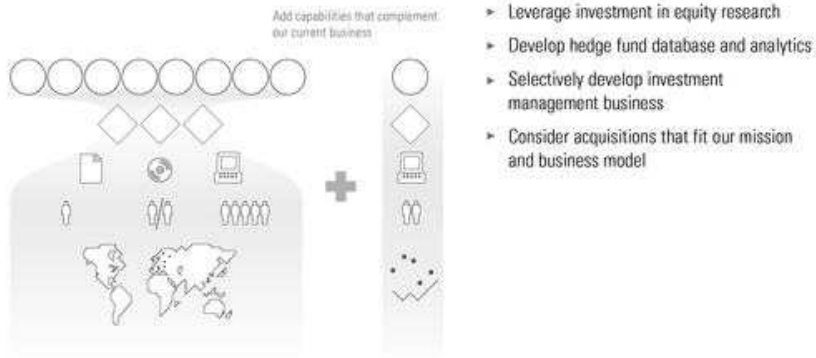 Add capabilities that complement
our current business
► Leverage investment in equity research
► Develop hedge fund database and analytics
► Selectively develop investment
management business
► Consider acquisitions that fit our mission
and business model